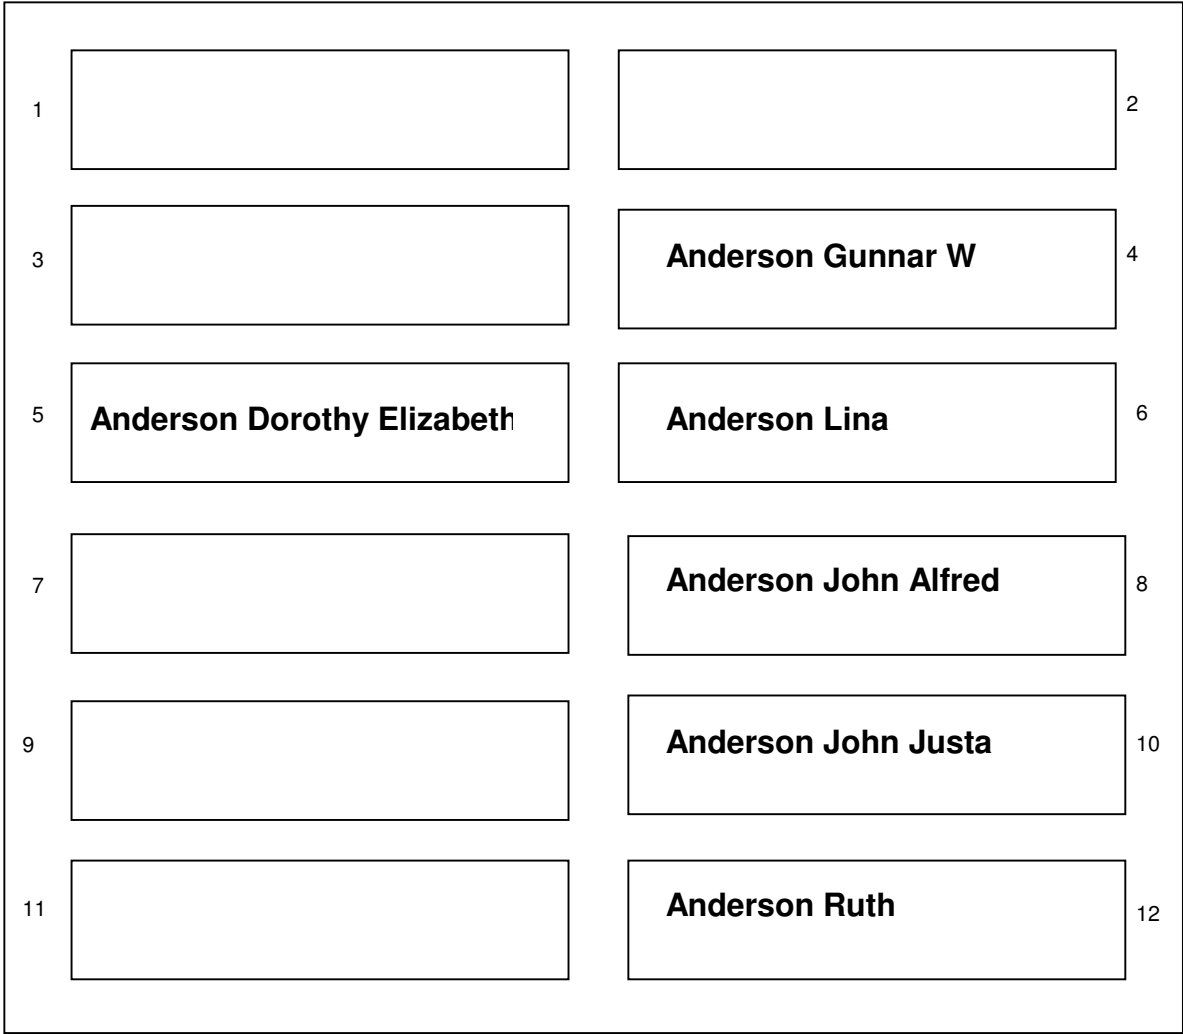 1
2
3
Anderson Gunnar W
4
5
Anderson Dorothy Elizabeth
Anderson Lina
6
7
Anderson John Alfred
8
9
Anderson John Justa
10
11
Anderson Ruth
12